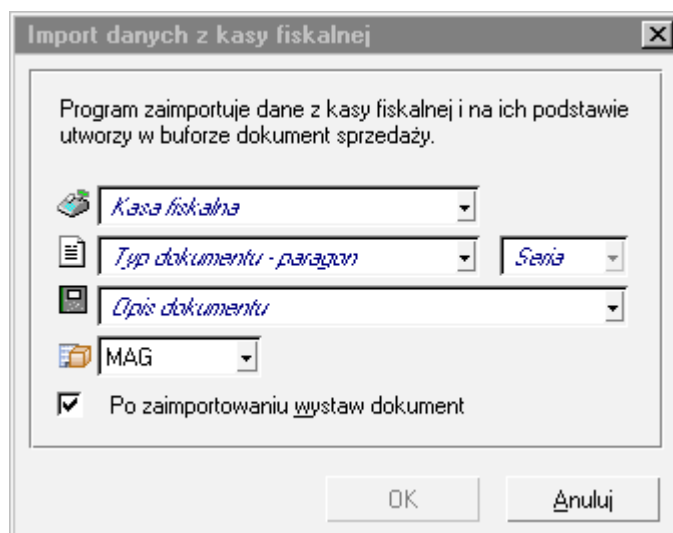 Import danych z kasy fiskalnej
Program zaimportuje dane z kasy fiskalnej i na ich podstawie
utworzy w buforze dokument sprzedaży.
Kasa fiskalna
Typ dokumentu - paragon
Seria
Opis dokumentu
MAG
Po zaimportowaniu wystaw dokument
OK
Anuluj